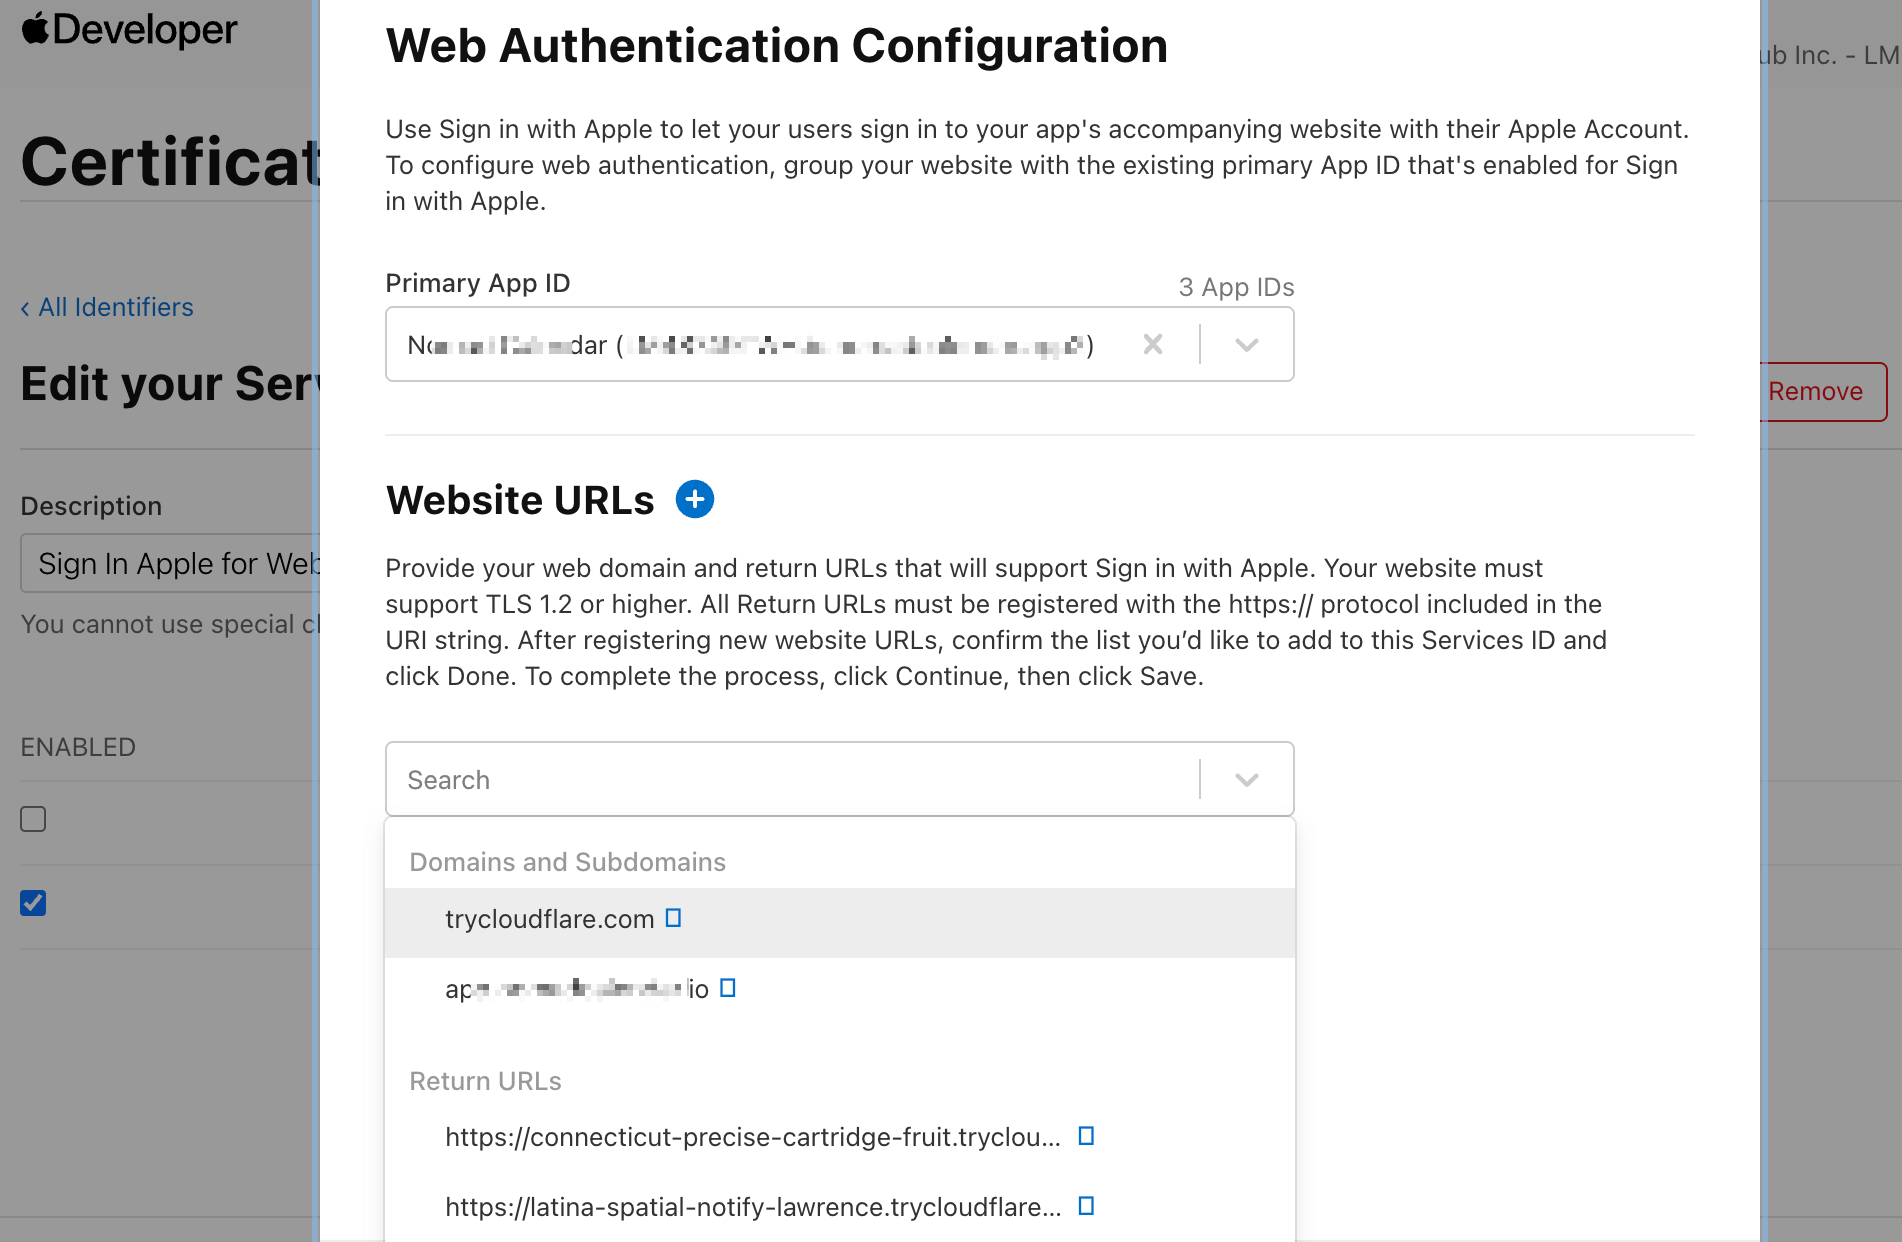 Developer
Web Authentication Configuration
ub Inc. - LM
Use Sign in with Apple to let your users sign in to your app's accompanying website with their Apple Account.
To configure web authentication, group your website with the existing primary App ID that's enabled for Sign
in with Apple.
Certificat
Primary App ID
3 App IDs
‹ All Identifiers
Edit your Serv
Remove
Website URLs
Description
Sign In Apple for Web
Provide your web domain and return URLs that will support Sign in with Apple. Your website must
support TLS 1.2 or higher. All Return URLs must be registered with the https:// protocol included in the
URI string. After registering new website URLs, confirm the list you’d like to add to this Services ID and
click Done. To complete the process, click Continue, then click Save.
You cannot use special c
ENABLED
Search
Domains and Subdomains
trycloudflare.com
Return URLs
https://connecticut-precise-cartridge-fruit.tryclou...
https://latina-spatial-notify-lawrence.trycloudflare...